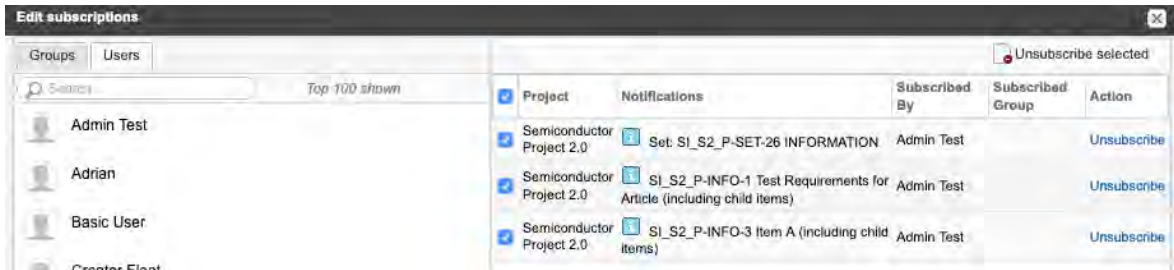 Edit subscriptions
Groups Users
Unsubscribe selected
Search Top 100 shown
Project Notifications Subscribed By Subscribed Group Action
Admin Test
Adrian
Basic User
Semiconductor Project 2.0 Set: SI_S2_P-SET-26 INFORMATION Admin Test Unsubscribe
Semiconductor Project 2.0 SI_S2_P-INFO-1 Test Requirements for Article (including child items) Admin Test Unsubscribe
Semiconductor Project 2.0 SI_S2_P-INFO-3 Item A (including child items) Admin Test Unsubscribe